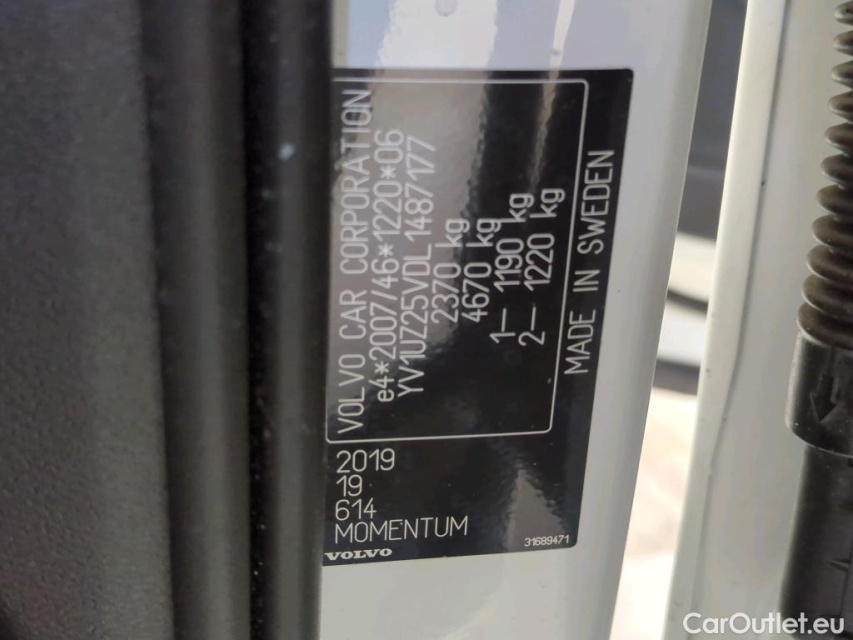 VOLVO CAR CORPORATION
e4*2007/46*1220*06
YV1UZ25VDL1487177
2370 kg
4670 kg
1– 1190 kg
2– 1220 kg
MADE IN SWEDEN
2019
19
614
MOMENTUM
VOLVO
31689471
CarOutlet.eu